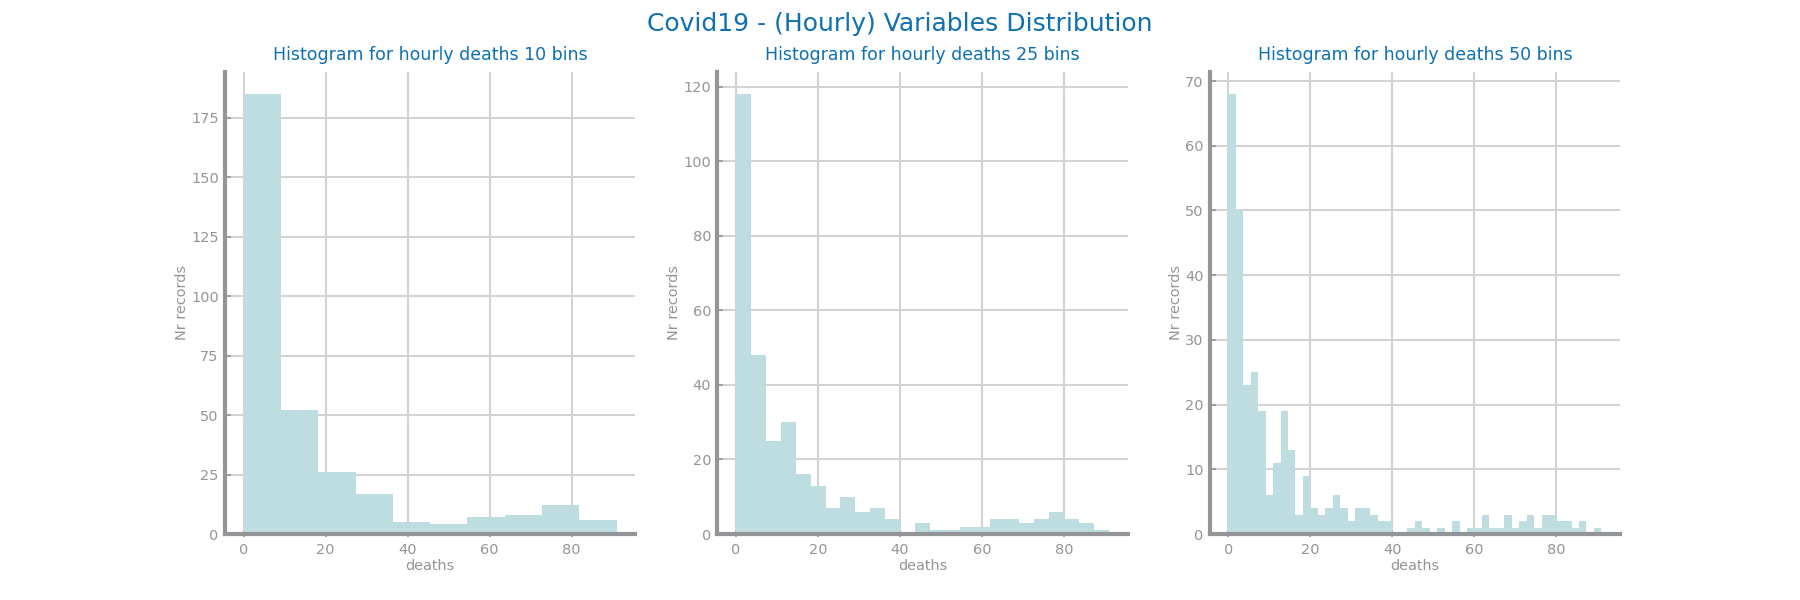 Covid19 - (Hourly) Variables Distribution
Histogram for hourly deaths 10 bins
Nr records
175
150
125
100
75
50
25
0
0 20 40 60 80
deaths
Histogram for hourly deaths 25 bins
Nr records
120
100
80
60
40
20
0
0 20 40 60 80
deaths
Histogram for hourly deaths 50 bins
Nr records
70
60
50
40
30
20
10
0
0 20 40 60 80
deaths